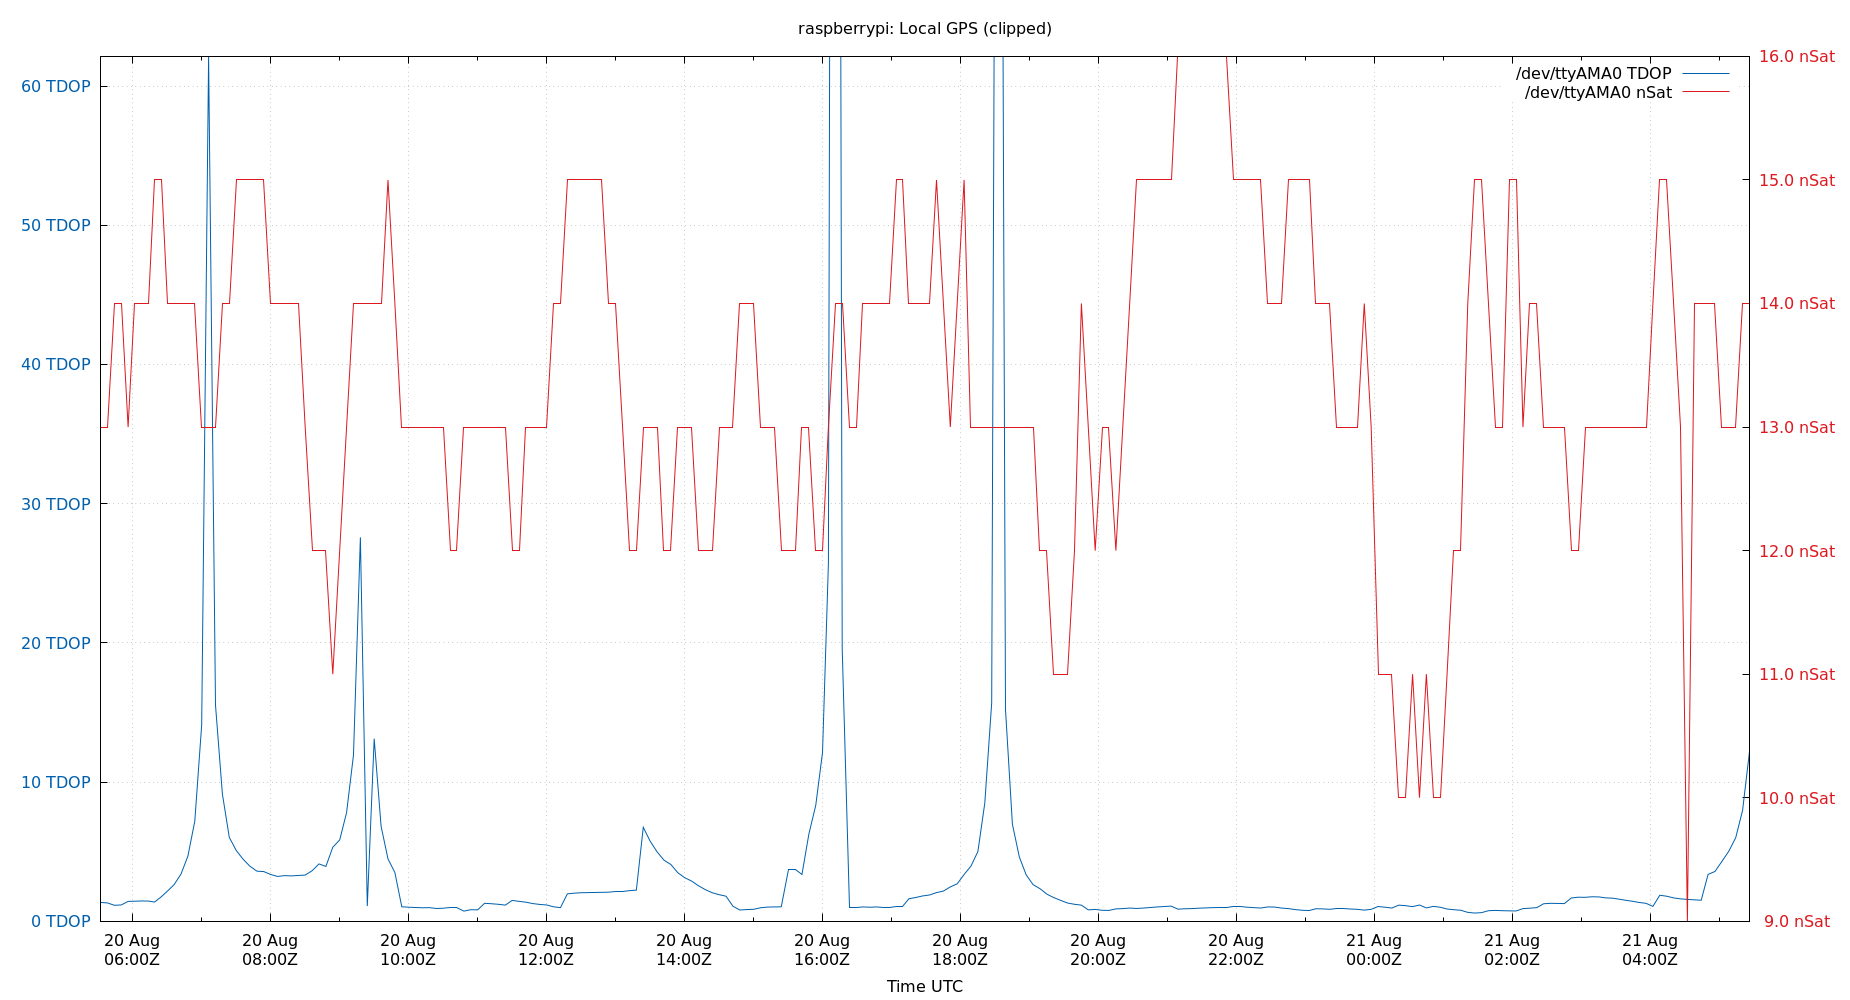 raspberrypi: Local GPS (clipped)
/dev/ttyAMA0 TDOP
/dev/ttyAMA0 nSat
60 TDOP
50 TDOP
40 TDOP
30 TDOP
20 TDOP
10 TDOP
0 TDOP
16.0 nSat
15.0 nSat
14.0 nSat
13.0 nSat
12.0 nSat
11.0 nSat
10.0 nSat
9.0 nSat
20 Aug
06:00Z
20 Aug
08:00Z
20 Aug
10:00Z
20 Aug
12:00Z
20 Aug
14:00Z
20 Aug
16:00Z
20 Aug
18:00Z
20 Aug
20:00Z
20 Aug
22:00Z
21 Aug
00:00Z
21 Aug
02:00Z
21 Aug
04:00Z
Time UTC